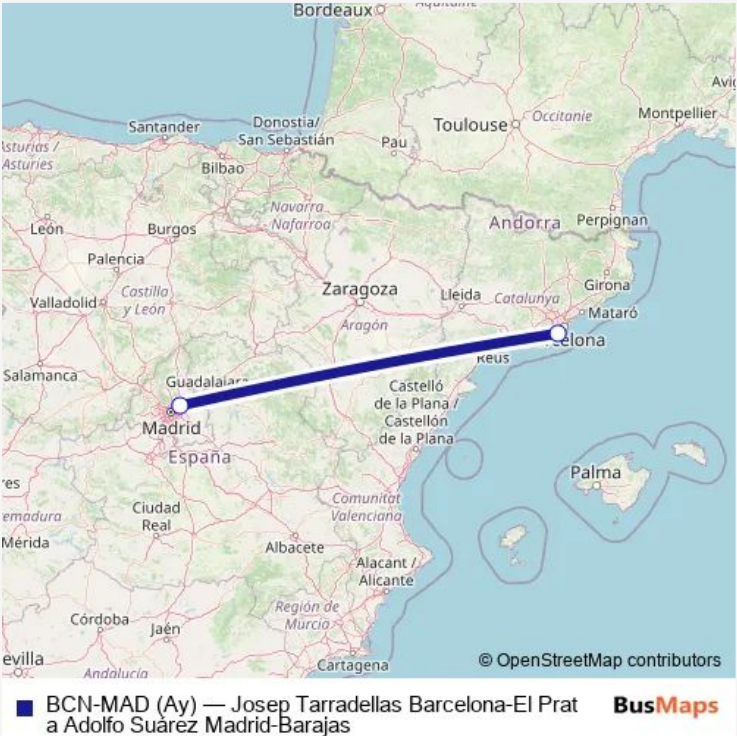 Bordeaux
Aquitaine
Toulouse
Occitanie
Montpellier
Santander
Donostia/
San Sebastián
Pau
Asturias /
Asturies
Bilbao
Navarra
Nafarroa
Andorra
Perpignan
León
Burgos
Palencia
Zaragoza
Lleida
Catalunya
Girona
Valladolid
Castilla
y León
Mataró
Aragón
celona
Reus
Salamanca
Guadalajara
Castelló
de la Plana /
Castellón
de la Plana
Madrid
España
Palma
res
Comunitat
Valenciana
emadura
Ciudad
Real
Mérida
Albacete
Alacant /
Alicante
Región de
Murcia
Córdoba
Jaén
evilla
Andalucía
Cartagena
© OpenStreetMap contributors
BCN-MAD (Ay) — Josep Tarradellas Barcelona-El Prat
a Adolfo Suárez Madrid-Barajas
BusMaps